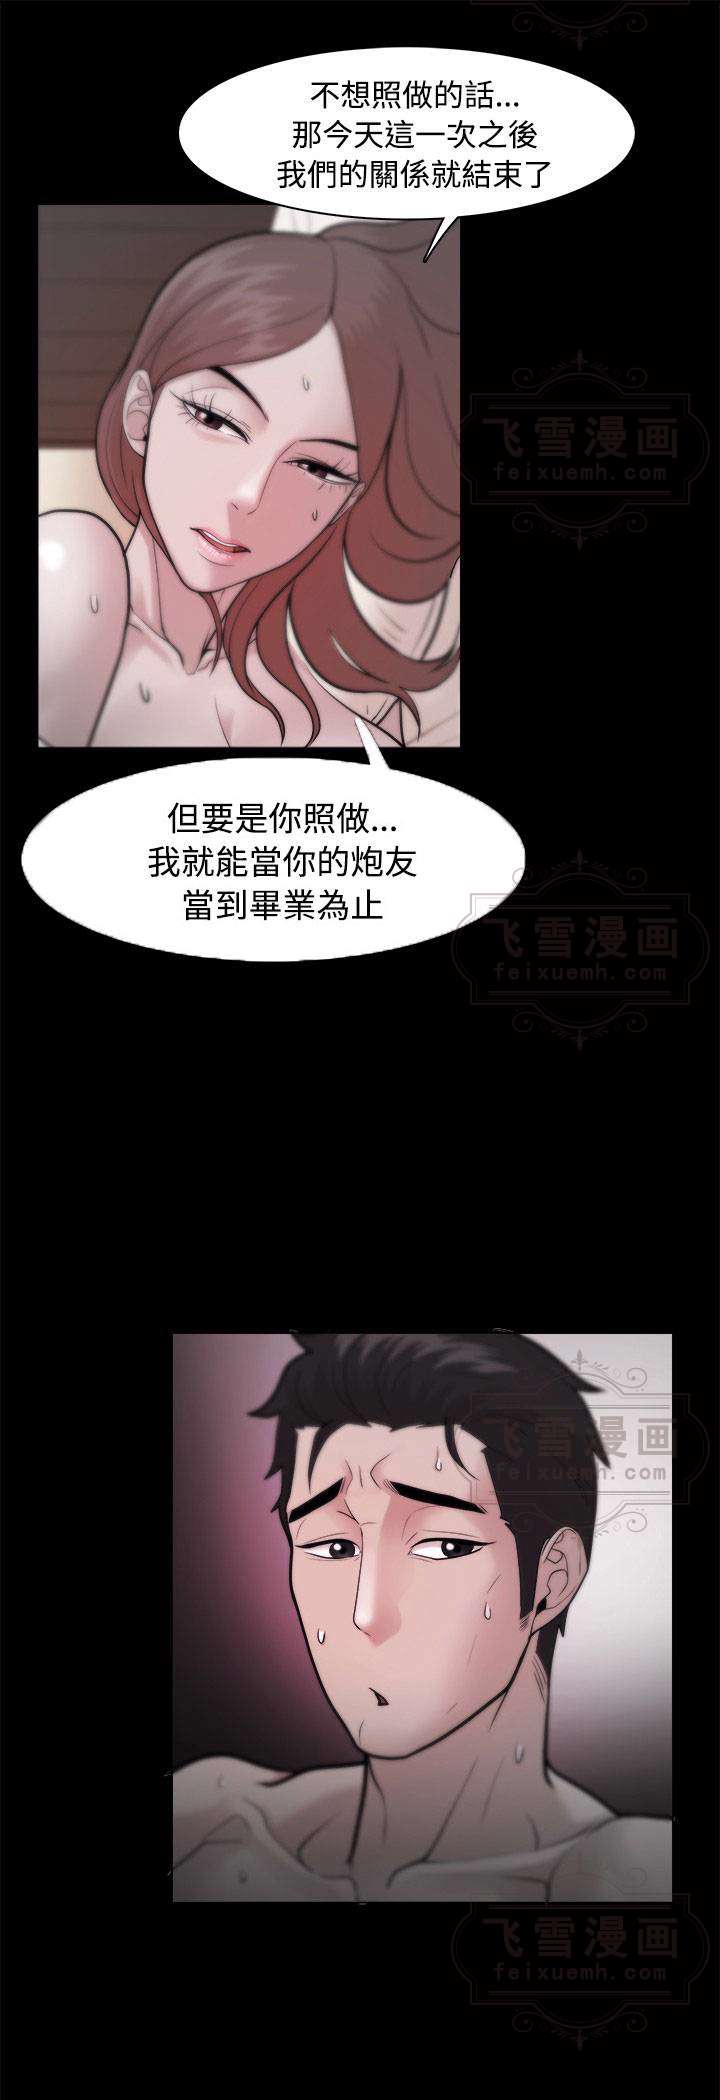 不想照做的話...
那今天這一次之後
我們的關係就結束了
飞雪漫画
feixuemh.com
但要是你照做...
我就能當你的炮友
當到畢業為止
飞雪漫画
feixuemh.com
飞雪漫画
feixuemh.com
飞雪漫画
feixuemh.com